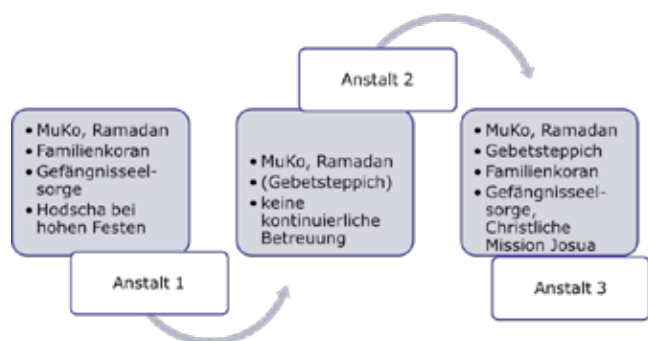 • MuKo, Ramadan
• Familienkoran
• Gefängnisseel-
sorge
• Hodscha bei
hohen Festen
Anstalt 1
Anstalt 2
• MuKo, Ramadan
• (Gebetsteppich)
• keine
kontinuierliche
Betreuung
• MuKo, Ramadan
• Gebetsteppich
• Familienkoran
• Gefängnisseel-
sorge,
Christliche
Mission Josua
Anstalt 3